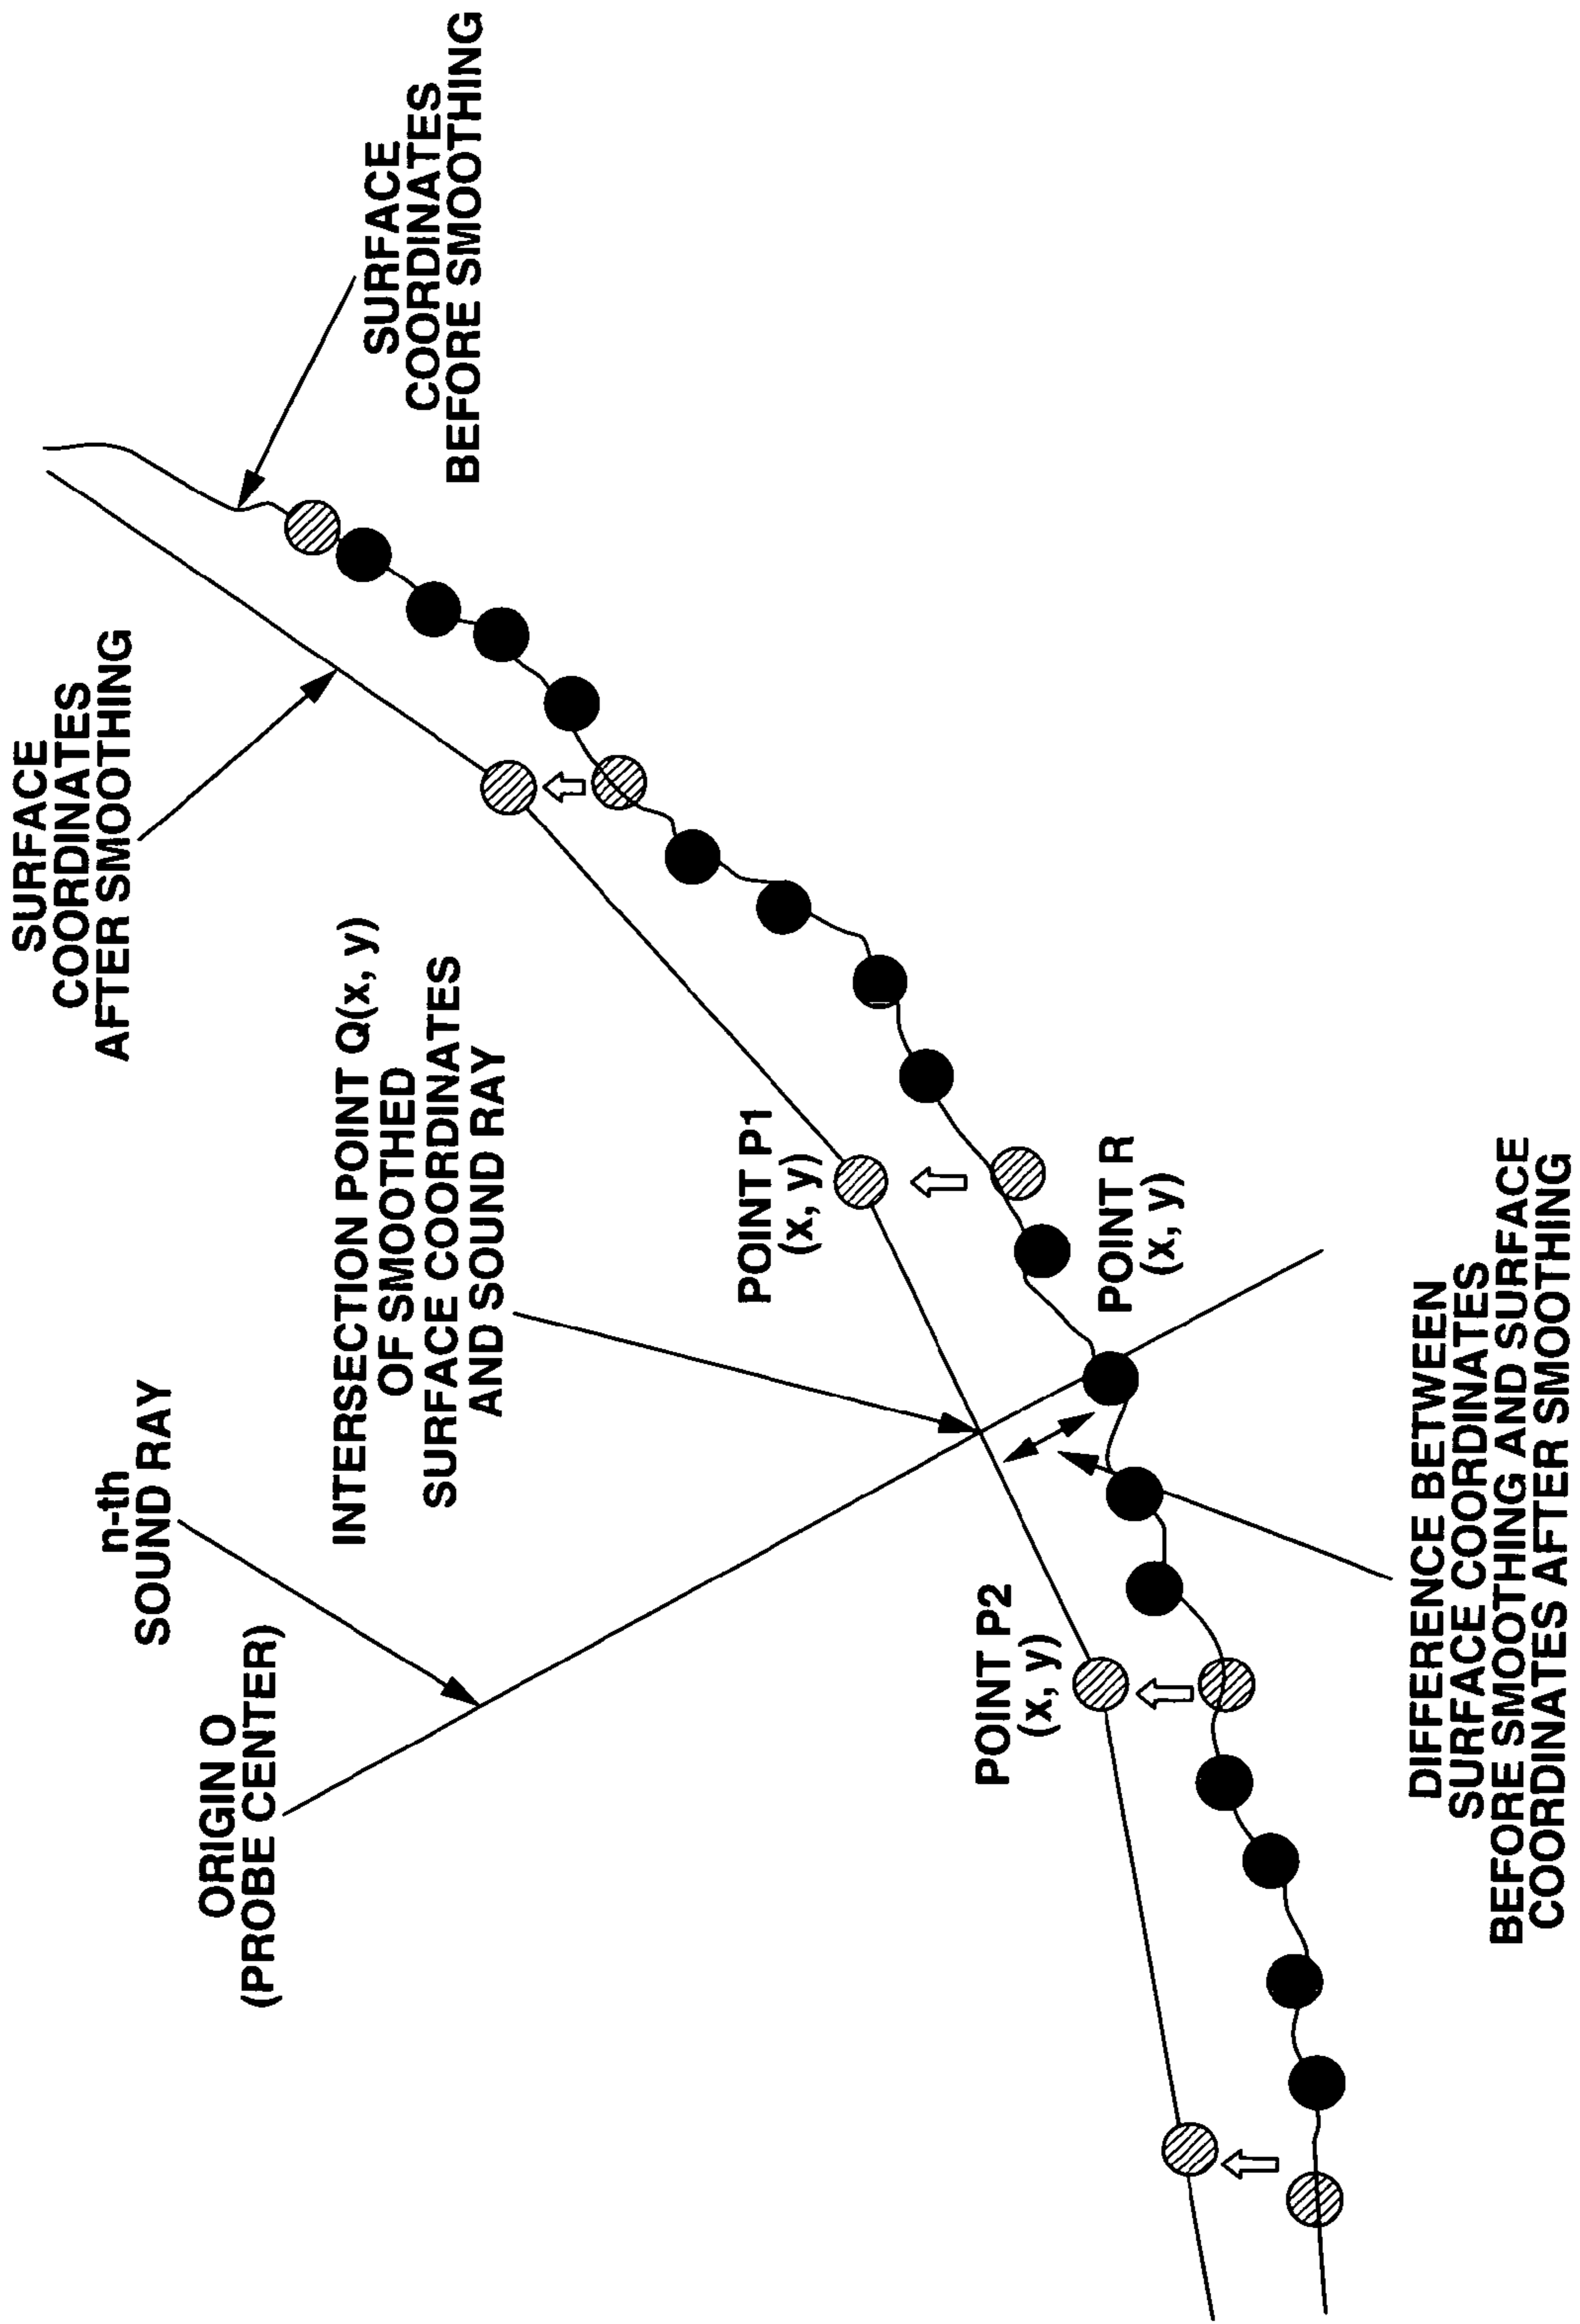 ORIGIN O
(PROBE CENTER)
n-th
SOUND RAY
INTERSECTION POINT Q(x, y)
OF SMOOTHED
SURFACE COORDINATES
AND SOUND RAY
SURFACE
COORDINATES
AFTER SMOOTHING
SURFACE
COORDINATES
BEFORE SMOOTHING
POINT P1
(x, y)
POINT P2
(x, y)
POINT R
(x, y)
DIFFERENCE BETWEEN
SURFACE COORDINATES
BEFORE SMOOTHING AND SURFACE
COORDINATES AFTER SMOOTHING